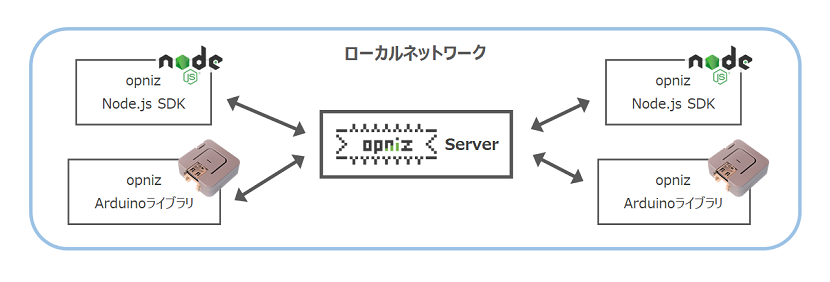 ローカルネットワーク
node
JS
opniz
Node.js SDK
opniz
Arduinoライブラリ
opniz Server
node
JS
opniz
Node.js SDK
opniz
Arduinoライブラリ